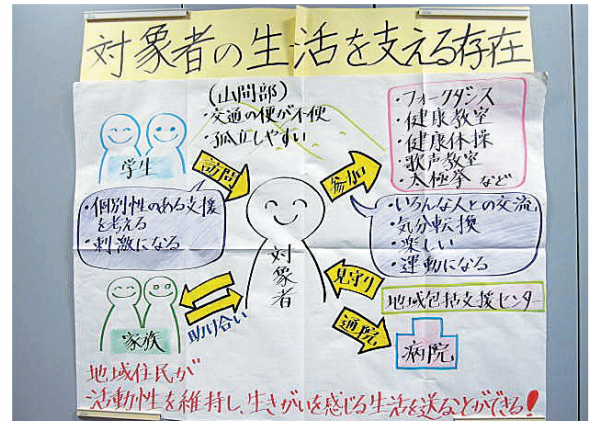 対象者の生活を支える存在
(山間部)
・交通の便が不便
・孤立しやすい
・フォークダンス
・健康教室
・健康体操
・歌声教室
・太極拳 など
学生
訪問
参加
・個別性のある支援
を考える
・刺激になる
・いろんな人との交流
・気分転換
・楽しい
・運動になる
対象者
見守り
地域包括支援センター
家族
助け合い
通院
病院
地域住民が
活動性を維持し、生きがいを感じる生活を送ることができる!